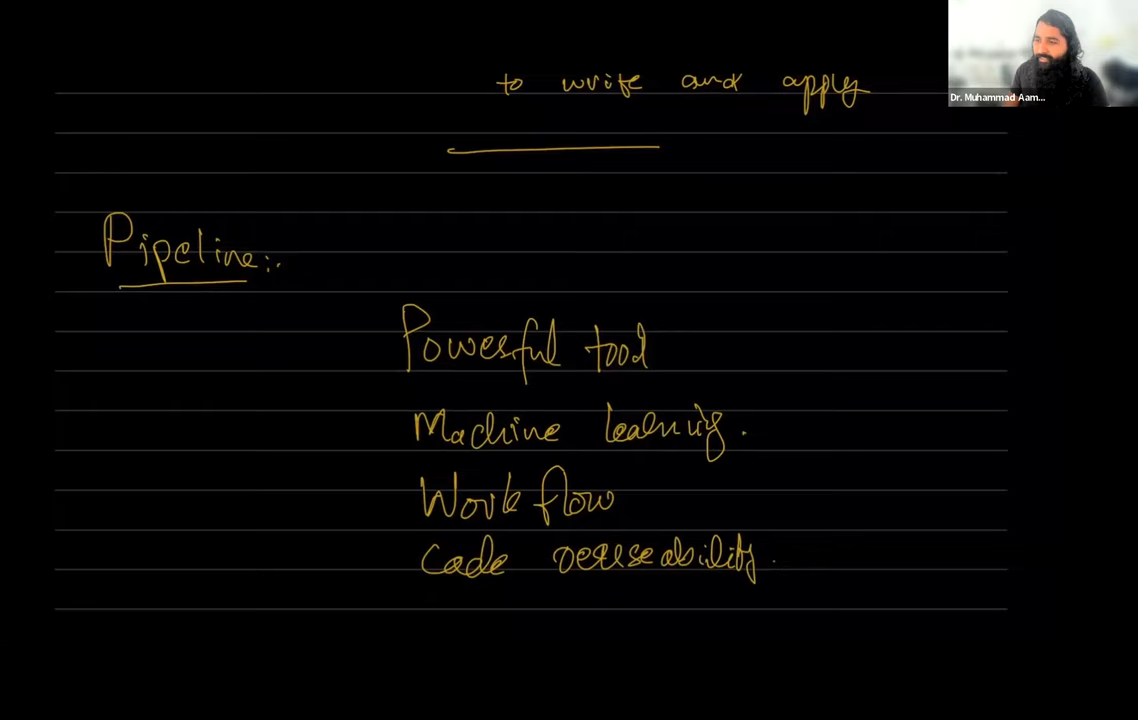 to write and apply
Dr. Muhammad Aam...
Pipeline:.
Powerful tool
Machine learning.
Work flow
Code reuseability.